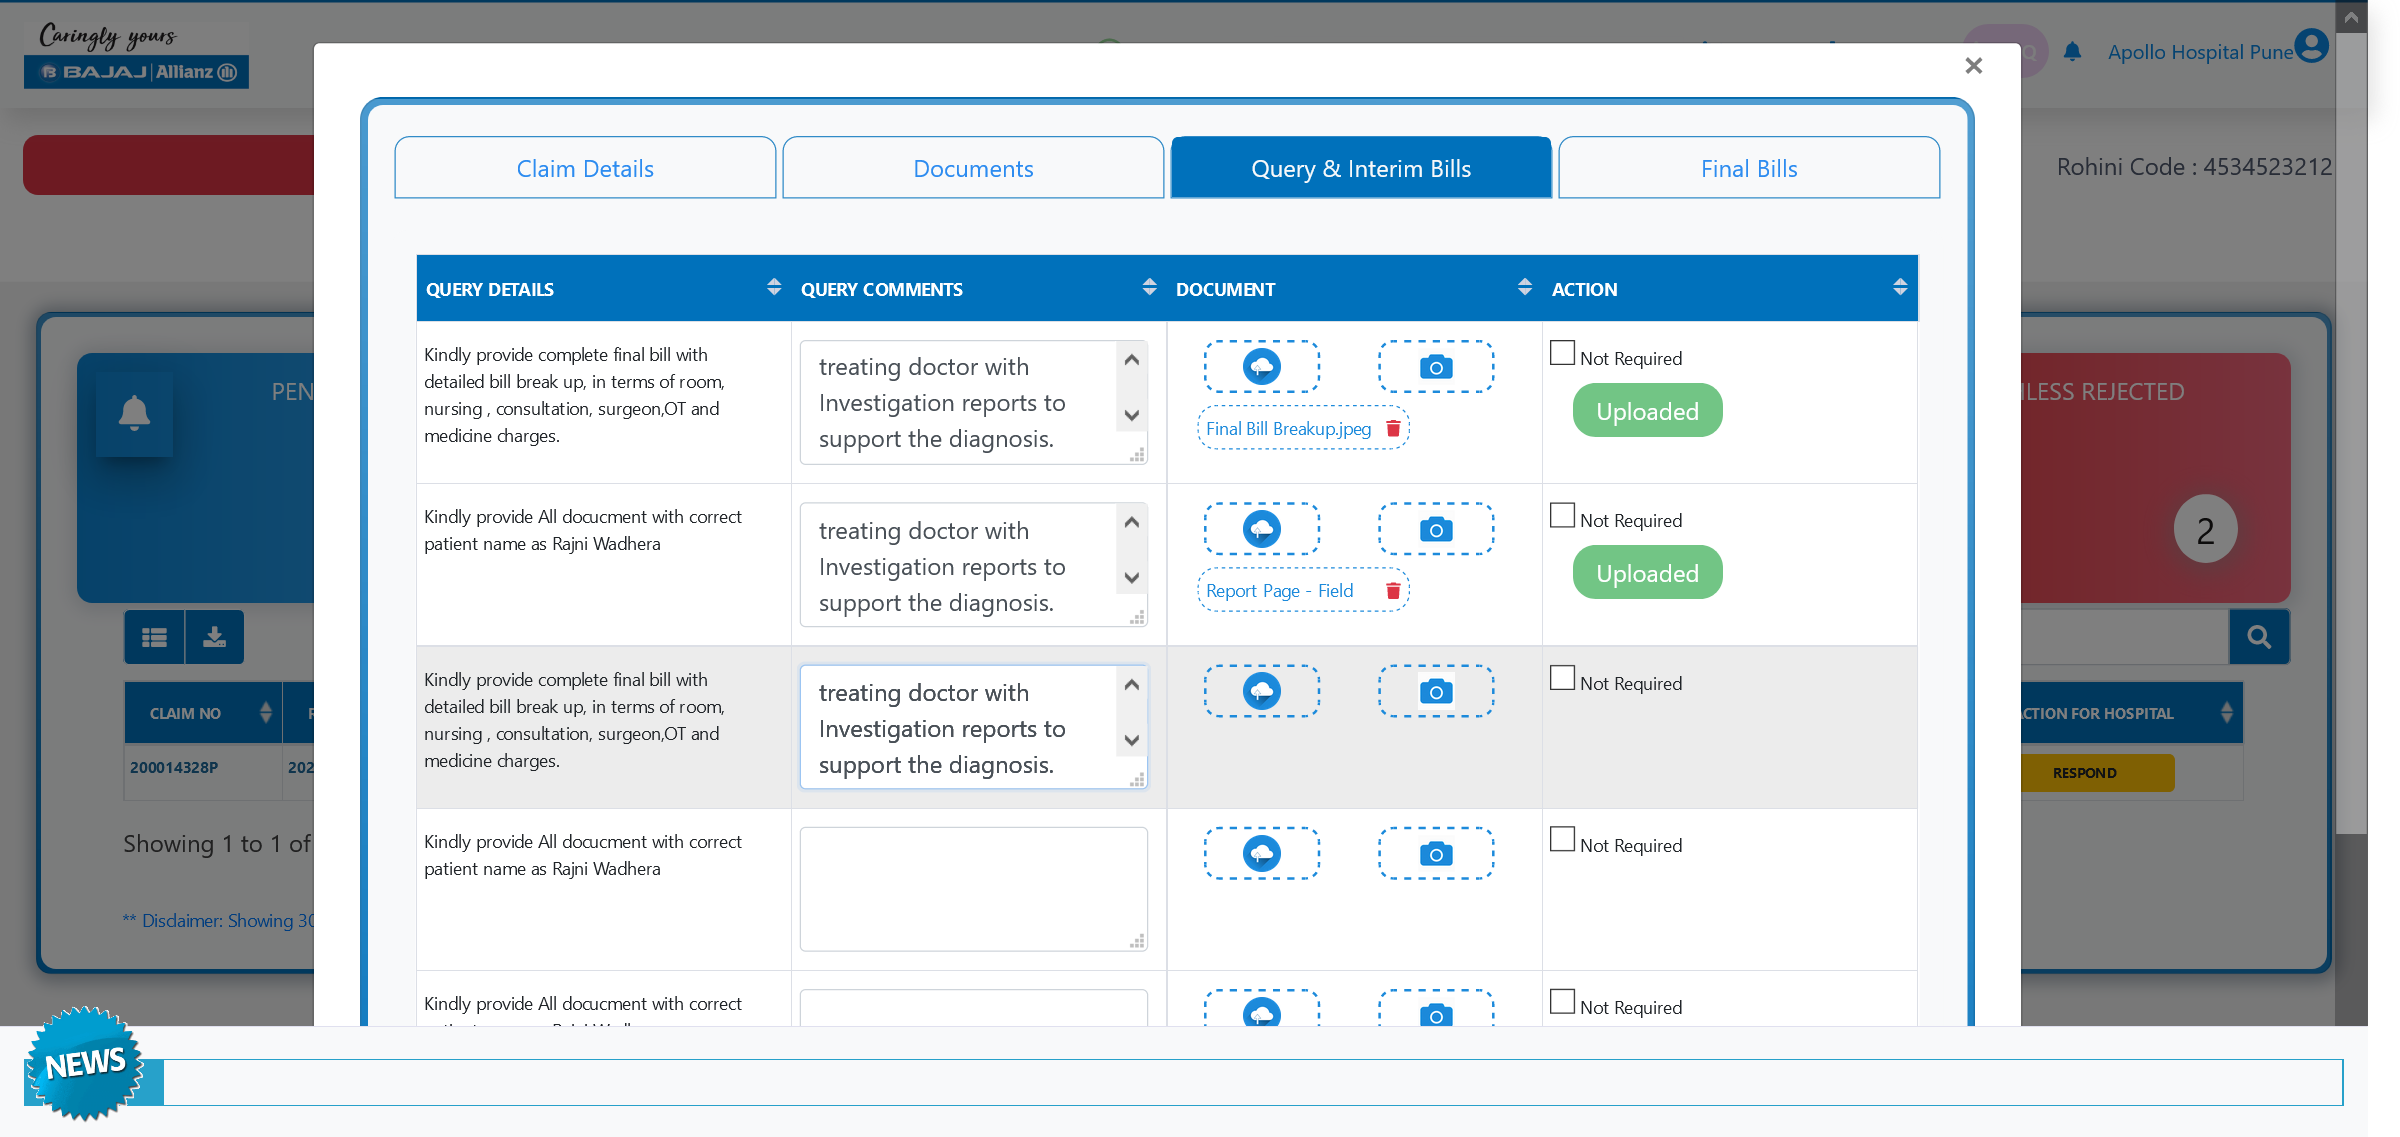 Caringly yours
BAJAJ | Allianz
Q
Apollo Hospital Pune
Rohini Code : 4534523212
Claim Details
Documents
Query & Interim Bills
Final Bills
QUERY DETAILS
QUERY COMMENTS
DOCUMENT
ACTION
Kindly provide complete final bill with
detailed bill break up, in terms of room,
nursing , consultation, surgeon,OT and
medicine charges.
treating doctor with
Investigation reports to
support the diagnosis.
Final Bill Breakup.jpeg
Not Required
Uploaded
Kindly provide All docucment with correct
patient name as Rajni Wadhera
treating doctor with
Investigation reports to
support the diagnosis.
Report Page - Field
Not Required
Uploaded
Kindly provide complete final bill with
detailed bill break up, in terms of room,
nursing , consultation, surgeon,OT and
medicine charges.
treating doctor with
Investigation reports to
support the diagnosis.
Not Required
Kindly provide All docucment with correct
patient name as Rajni Wadhera
Not Required
Kindly provide All docucment with correct
Not Required
PEN
LESS REJECTED
2
CLAIM NO
CTION FOR HOSPITAL
200014328P
202
RESPOND
Showing 1 to 1 of
** Disclaimer: Showing 30
NEWS